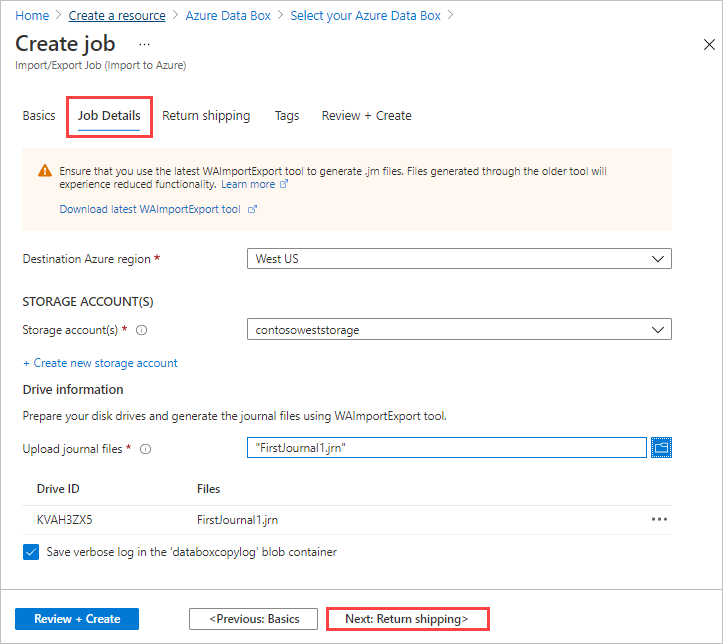 Home > Create a resource > Azure Data Box > Select your Azure Data Box >
Create job ...
Import/Export Job (Import to Azure)
Basics Job Details Return shipping Tags Review + Create
Ensure that you use the latest WAImportExport tool to generate .jrn files. Files generated through the older tool will
experience reduced functionality. Learn more
Download latest WAImportExport tool
Destination Azure region * West US
STORAGE ACCOUNT(S)
Storage account(s) * contosoweststorage
+ Create new storage account
Drive information
Prepare your disk drives and generate the journal files using WAImportExport tool.
Upload journal files * "FirstJournal1.jrn"
Drive ID Files
KVAH3ZX5 FirstJournal1.jrn ...
Save verbose log in the 'databoxcopylog' blob container
Review + Create <Previous: Basics Next: Return shipping>